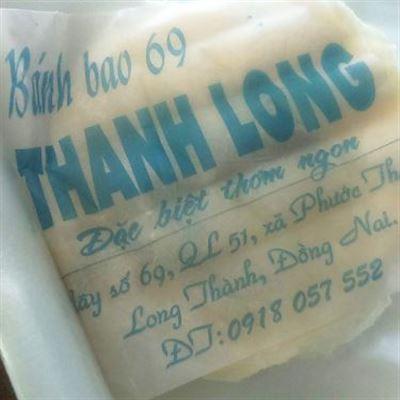 Bánh bao 69
THANH LONG
Đặc biệt thơm ngon
số 69, QL 51, xã Phước
Long Thành, Đồng Nai.
ĐT: 0918 057 552